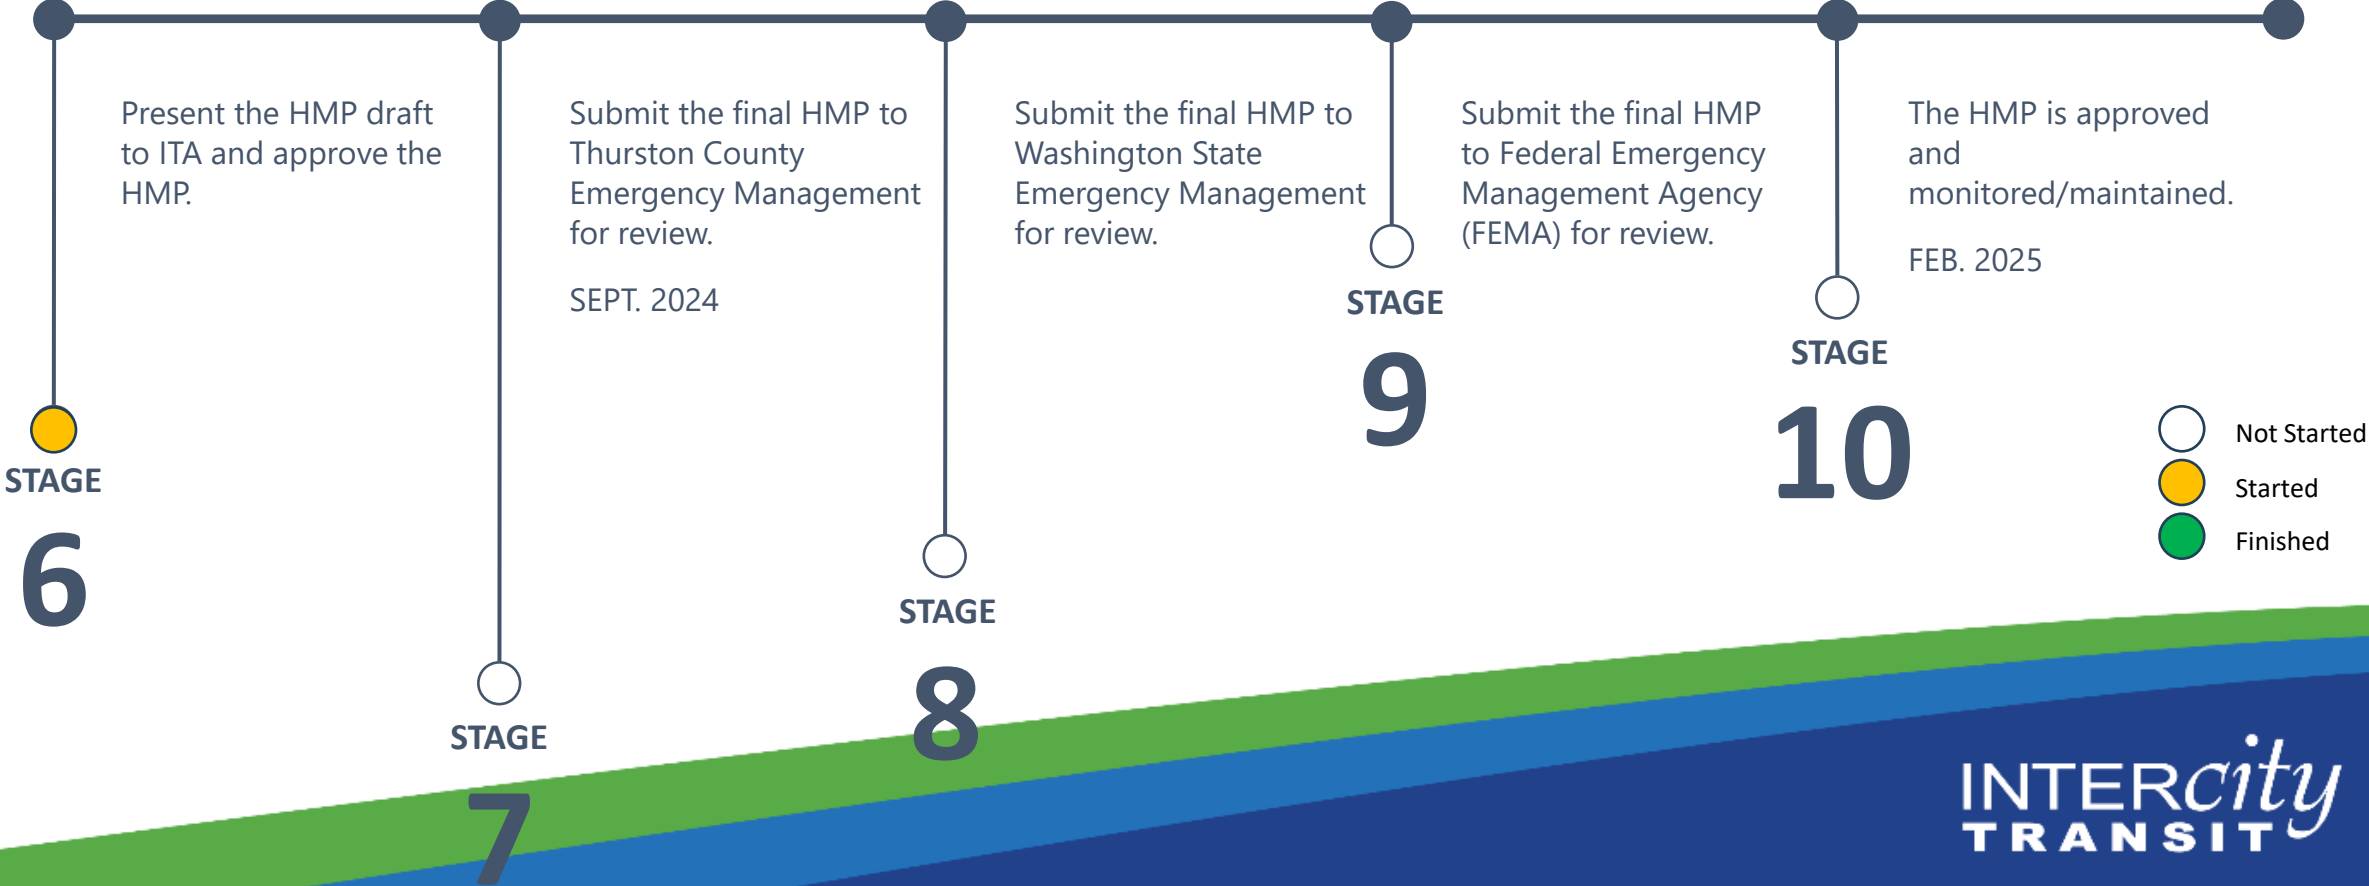 Present the HMP draft
to ITA and approve the
HMP.
STAGE
6
Submit the final HMP to
Thurston County
Emergency Management
for review.
SEPT. 2024
STAGE
7
Submit the final HMP to
Washington State
Emergency Management
for review.
STAGE
8
Submit the final HMP
to Federal Emergency
Management Agency
(FEMA) for review.
STAGE
9
The HMP is approved
and
monitored/maintained.
FEB. 2025
STAGE
10
Not Started
Started
Finished
INTERcity
TRANSIT